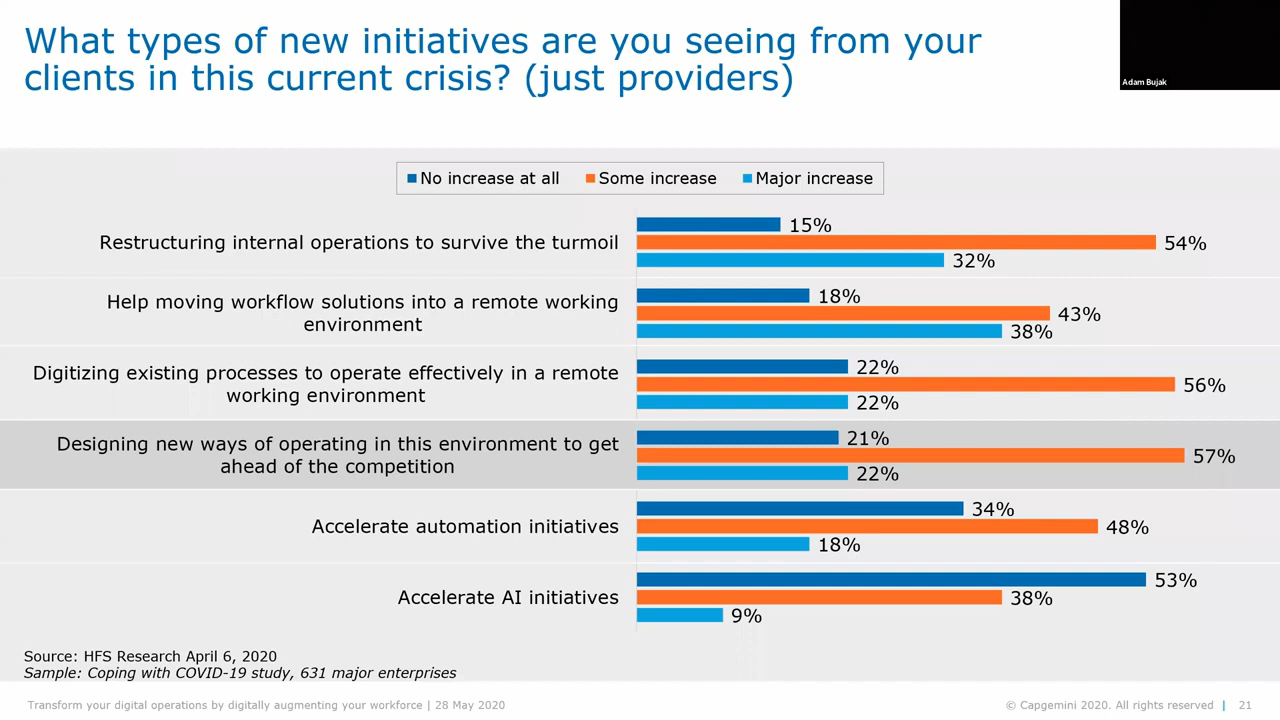 What types of new initiatives are you seeing from your
clients in this current crisis? (just providers)
Adam Bujak
No increase at all
Some increase
Major increase
Restructuring internal operations to survive the turmoil
15%
54%
32%
Help moving workflow solutions into a remote working
environment
18%
43%
38%
Digitizing existing processes to operate effectively in a remote
working environment
22%
56%
22%
Designing new ways of operating in this environment to get
ahead of the competition
21%
57%
22%
Accelerate automation initiatives
34%
48%
18%
Accelerate AI initiatives
53%
38%
9%
Source: HFS Research April 6, 2020
Sample: Coping with COVID-19 study, 631 major enterprises
Transform your digital operations by digitally augmenting your workforce | 28 May 2020
© Capgemini 2020. All rights reserved | 21